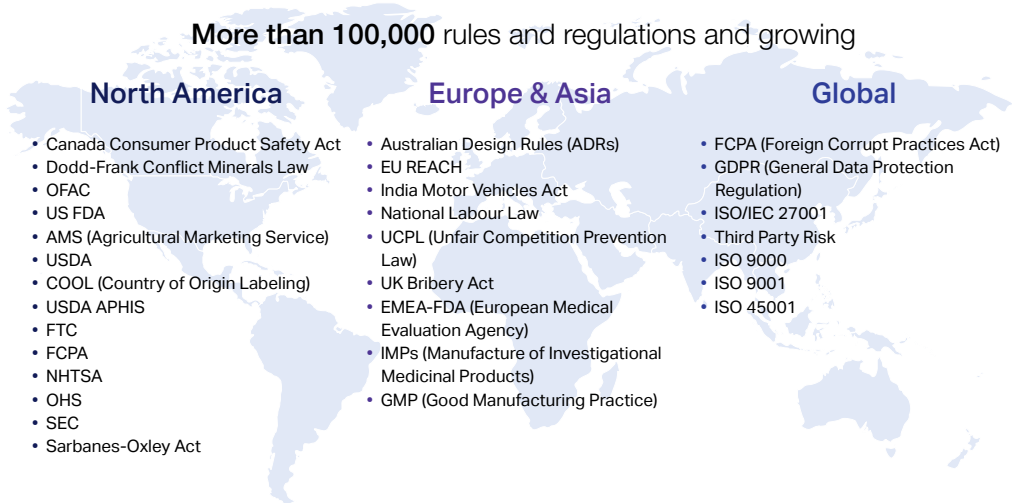 More than 100,000 rules and regulations and growing
North America
• Canada Consumer Product Safety Act
• Dodd-Frank Conflict Minerals Law
• OFAC
• US FDA
• AMS (Agricultural Marketing Service)
• USDA
• COOL (Country of Origin Labeling)
• USDA APHIS
• FTC
• FCPA
• NHTSA
• OHS
• SEC
• Sarbanes-Oxley Act
Europe & Asia
• Australian Design Rules (ADRs)
• EU REACH
• India Motor Vehicles Act
• National Labour Law
• UCPL (Unfair Competition Prevention
Law)
• UK Bribery Act
• EMEA-FDA (European Medical
Evaluation Agency)
• IMPs (Manufacture of Investigational
Medicinal Products)
• GMP (Good Manufacturing Practice)
Global
• FCPA (Foreign Corrupt Practices Act)
• GDPR (General Data Protection
Regulation)
• ISO/IEC 27001
• Third Party Risk
• ISO 9000
• ISO 9001
• ISO 45001